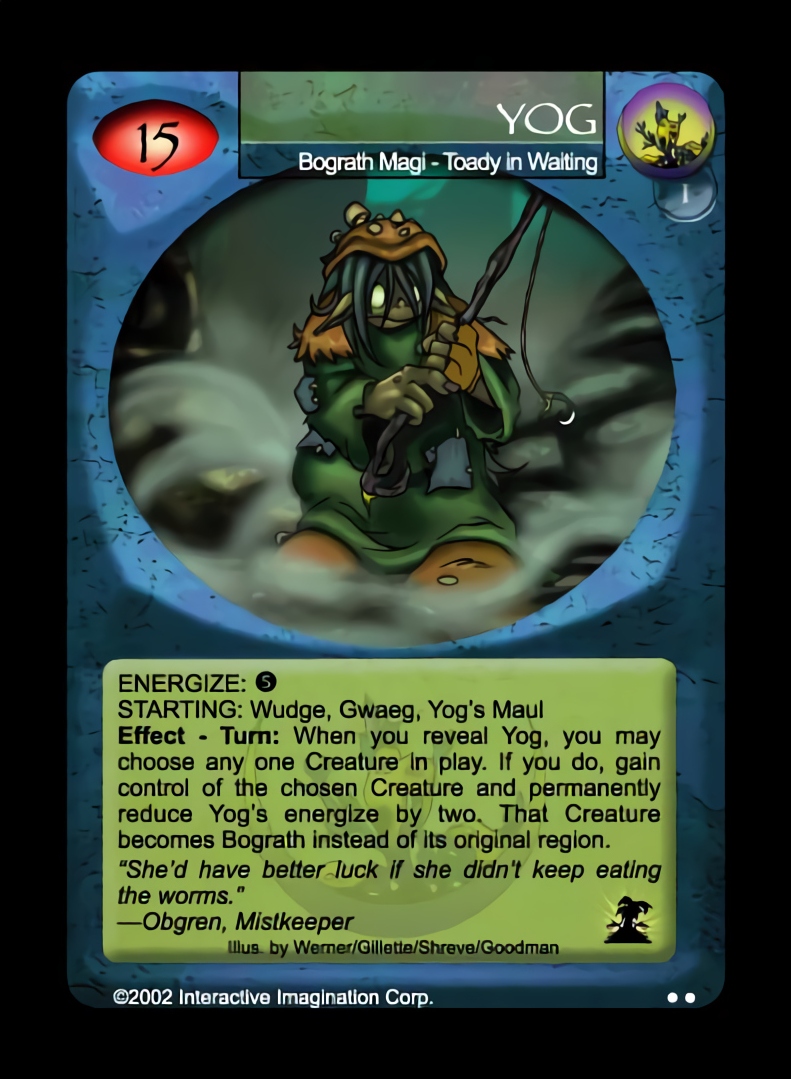 15
YOG
Bograth Magi - Toady in Waiting
1
ENERGIZE: 5
STARTING: Wudge, Gwaeg, Yog's Maul
Effect - Turn: When you reveal Yog, you may
choose any one Creature in play. If you do, gain
control of the chosen Creature and permanently
reduce Yog's energize by two. That Creature
becomes Bograth instead of its original region.
"She'd have better luck if she didn't keep eating
the worms."
—Obgren, Mistkeeper
Illus. by Werner/Gillette/Shreve/Goodman
©2002 Interactive Imagination Corp.